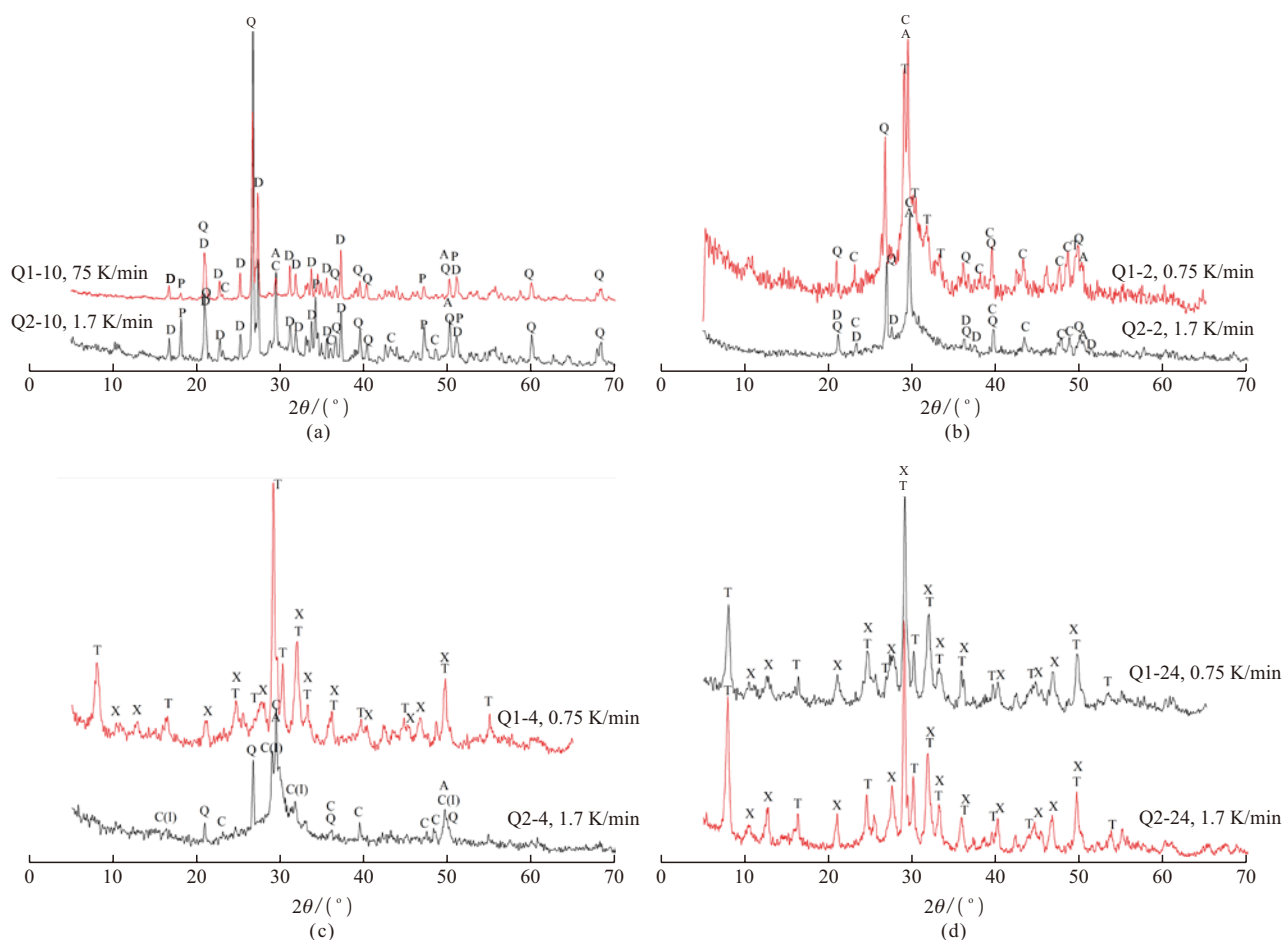 Q
D
Q
D
D
P
D
C
D
A
C
D
D
D
D
Q
D
Q
Q
P
A
Q
P
D
Q
Q
Q1-10, 75 K/min
Q
D
D
P
D
C
D
D
D
D
P
D
C
Q
D
Q
Q
C
P
C
A
Q
P
D
Q
Q
Q2-10, 1.7 K/min
0 10 20 30 40 50 60 70
2θ/(°)
(a)
C
A
T
Q
T
T
T
Q
C
Q
C
C
Q
C
C
C
T
Q
A
Q1-2, 0.75 K/min
C
A
Q
D
Q
C
D
D
D
Q
D
C
Q
C
C
C
Q
D
Q2-2, 1.7 K/min
0 10 20 30 40 50 60 70
2θ/(°)
(b)
T
T
X
X
T
X
X
T
T
X
X
T
X
T
X
T
T
X
T
X
X
X
T
T
Q1-4, 0.75 K/min
C
A
C(I)
Q
C(I)
Q
C
C(I)
C
Q
C
C
C
A
C(I)
Q
Q2-4, 1.7 K/min
0 10 20 30 40 50 60 70
2θ/(°)
(c)
X
T
T
X
X
T
X
X
T
T
X
T
X
T
X
T
X
T
T
X
T
X
X
X
T
T
Q1-24, 0.75 K/min
T
X
X
T
X
T
X
T
X
T
X
T
X
T
T
X
T
X
X
X
T
T
Q2-24, 1.7 K/min
0 10 20 30 40 50 60 70
2θ/(°)
(d)